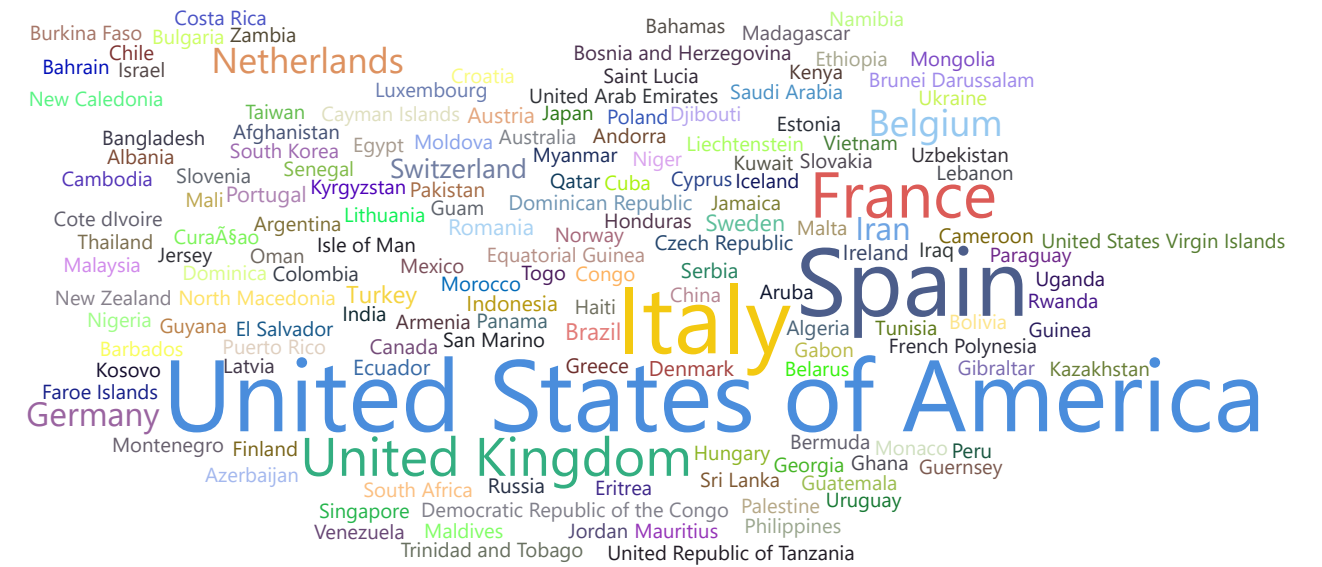 Costa Rica
Namibia
Burkina Faso
Bulgaria
Zambia
Bahamas
Madagascar
Chile
Bosnia and Herzegovina
Ethiopia
Mongolia
Bahrain
Israel
Netherlands
Croatia
Saint Lucia
Kenya
Brunei Darussalam
New Caledonia
Luxembourg
United Arab Emirates
Saudi Arabia
Ukraine
Taiwan
Cayman Islands
Austria
Japan
Poland
Djibouti
Estonia
Belgium
Bangladesh
Afghanistan
Egypt
Moldova
Australia
Andorra
Liechtenstein
Vietnam
Albania
South Korea
Myanmar
Niger
Kuwait
Slovakia
Uzbekistan
Cambodia
Slovenia
Senegal
Switzerland
Qatar
Cuba
Cyprus
Iceland
Lebanon
Mali
Portugal
Kyrgyzstan
Pakistan
Dominican Republic
Jamaica
France
Cote dIvoire
Argentina
Lithuania
Guam
Romania
Honduras
Sweden
Malta
Iran
Thailand
CuraÃ§ao
Isle of Man
Norway
Czech Republic
Cameroon
United States Virgin Islands
Malaysia
Jersey
Oman
Mexico
Equatorial Guinea
Ireland
Iraq
Paraguay
Dominica
Colombia
Morocco
Togo
Congo
Serbia
Spain
Uganda
New Zealand
North Macedonia
Turkey
Indonesia
Haiti
China
Aruba
Rwanda
Nigeria
Guyana
El Salvador
India
Armenia
Panama
Brazil
Italy
Algeria
Tunisia
Bolivia
Guinea
Barbados
Puerto Rico
Canada
San Marino
Gabon
French Polynesia
Kosovo
Latvia
Ecuador
Greece
Denmark
Belarus
Gibraltar
Kazakhstan
Faroe Islands
Germany
United States of America
Montenegro
Finland
United Kingdom
Hungary
Bermuda
Monaco
Peru
Azerbaijan
Georgia
Ghana
Guernsey
South Africa
Russia
Eritrea
Sri Lanka
Guatemala
Singapore
Democratic Republic of the Congo
Palestine
Uruguay
Venezuela
Maldives
Jordan
Mauritius
Philippines
Trinidad and Tobago
United Republic of Tanzania